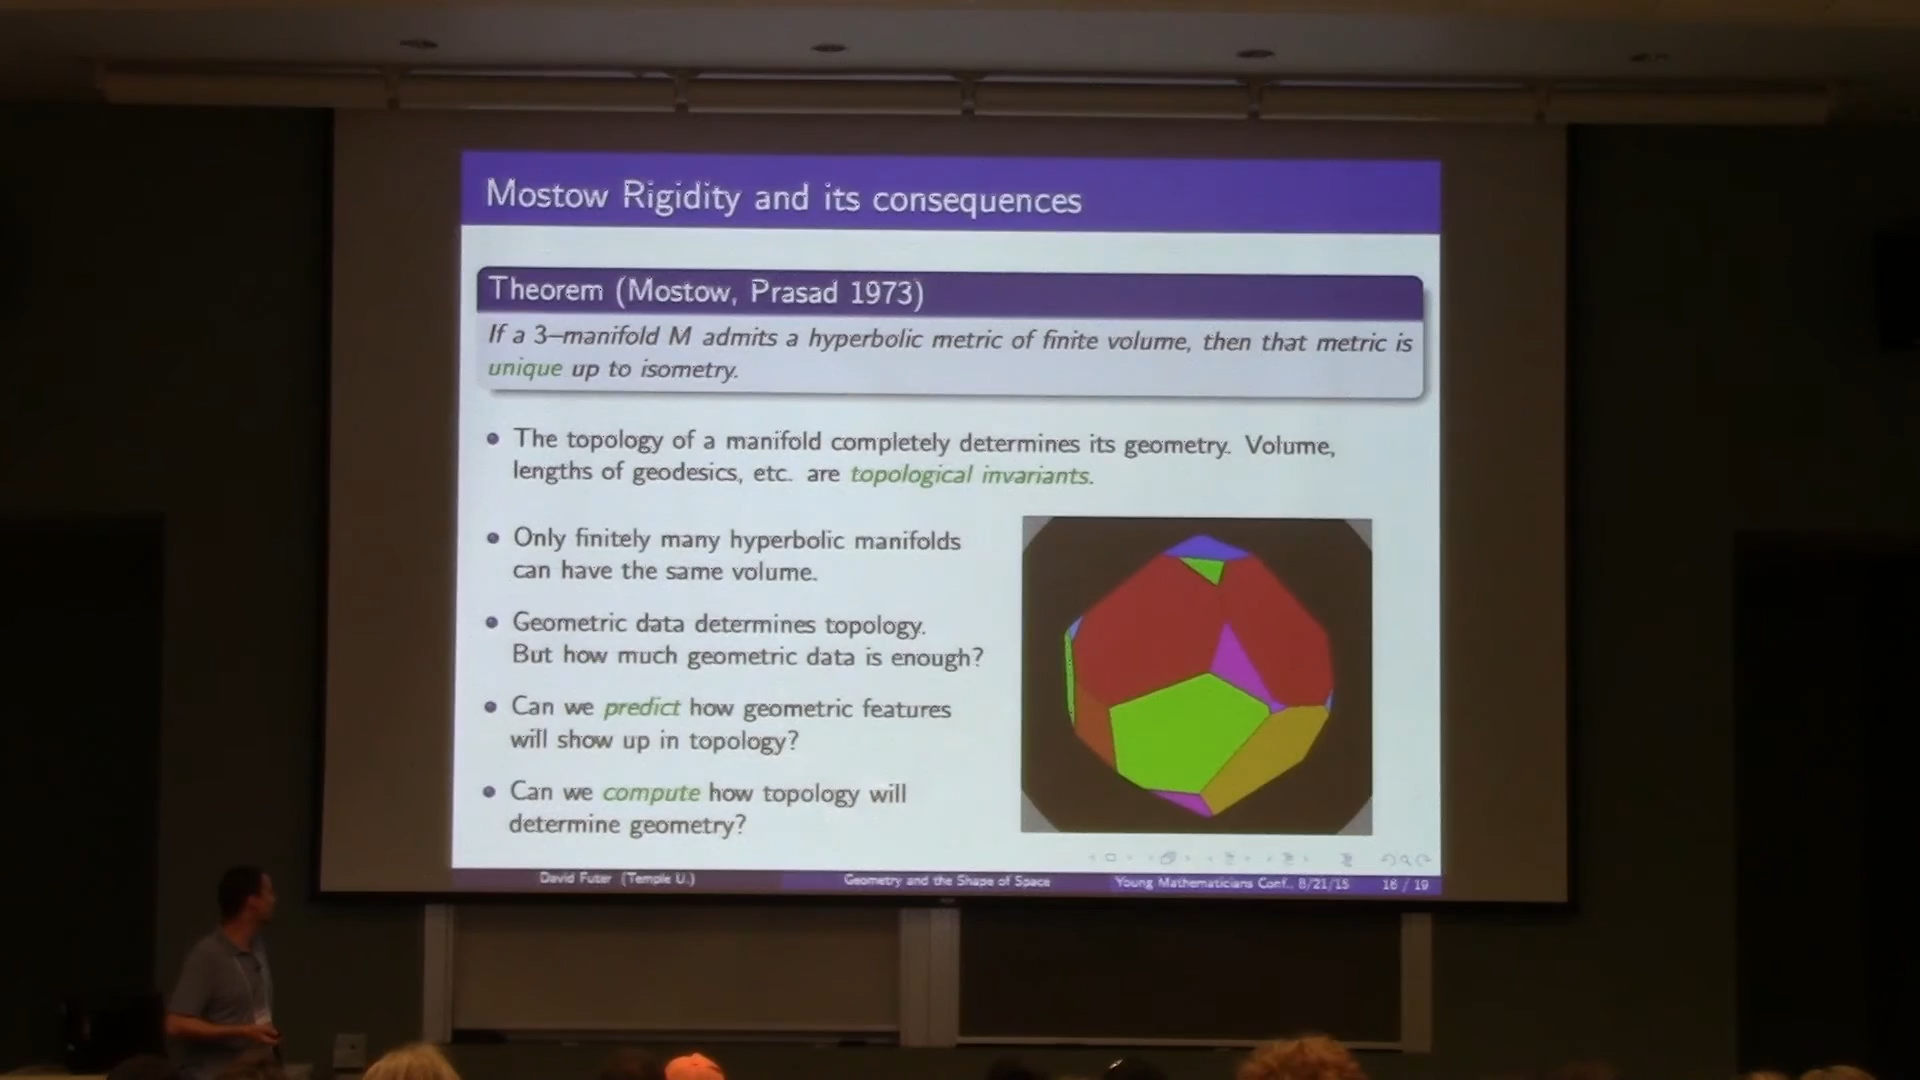 Mostow Rigidity and its consequences
Theorem (Mostow, Prasad 1973)
If a 3–manifold M admits a hyperbolic metric of finite volume, then that metric is
unique up to isometry.
• The topology of a manifold completely determines its geometry. Volume,
lengths of geodesics, etc. are topological invariants.
• Only finitely many hyperbolic manifolds
can have the same volume.
• Geometric data determines topology.
But how much geometric data is enough?
• Can we predict how geometric features
will show up in topology?
• Can we compute how topology will
determine geometry?
David Futer (Temple U.) Geometry and the Shape of Space Young Mathematicians Conf., 8/21/15 16 / 19